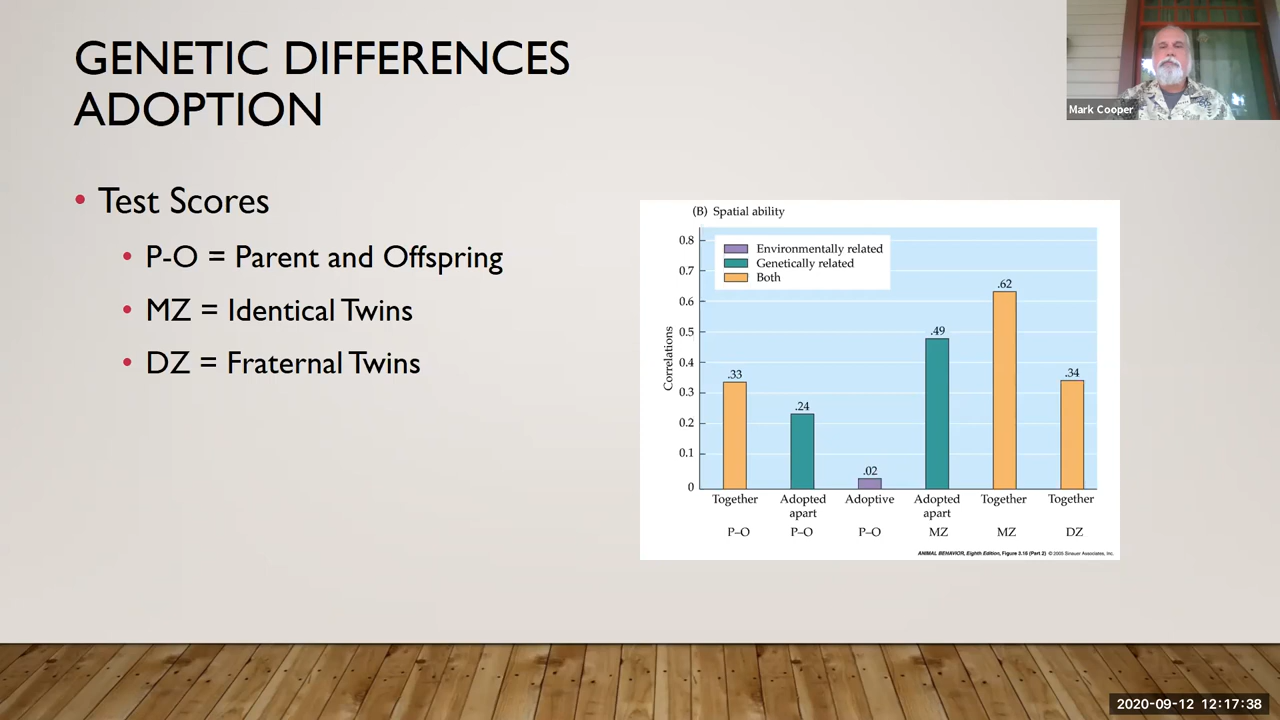 GENETIC DIFFERENCES
ADOPTION
Mark Cooper
• Test Scores
• P-O = Parent and Offspring
• MZ = Identical Twins
• DZ = Fraternal Twins
(B) Spatial ability
Environmentally related
Genetically related
Both
Correlations
0.8
0.7
0.6
0.5
0.4
0.3
0.2
0.1
0
.33
.24
.02
.49
.62
.34
Together Adopted apart Adoptive Adopted apart Together Together
P–O P–O P–O MZ MZ DZ
ANIMAL BEHAVIOR, Eighth Edition, Figure 3.16 (Part 2) © 2005 Sinauer Associates, Inc.
2020-09-12 12:17:38